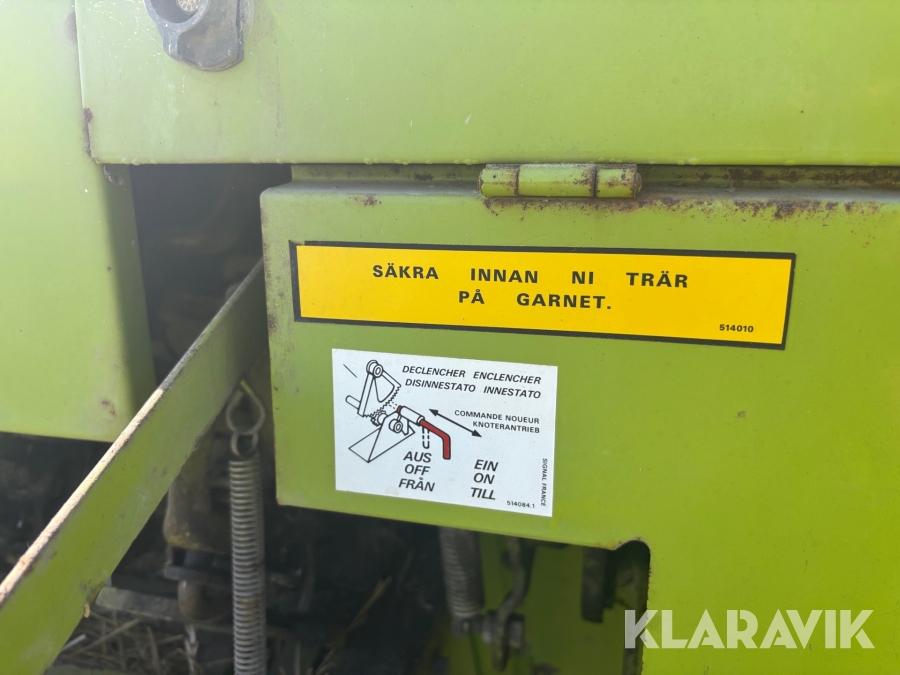 SÄKRA INNAN NI TRÄR
PÅ GARNET.
514010
DECLENCHER ENCLENCHER
DISINNESTATO INNESTATO
COMMANDE NOUEUR
KNOTERANTRIEB
AUS
OFF
FRÅN
EIN
ON
TILL
SIGNAL FRANCE
514084.1
KLARAVIK